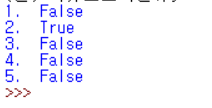 1. False
2. True
3. False
4. False
5. False
>>>